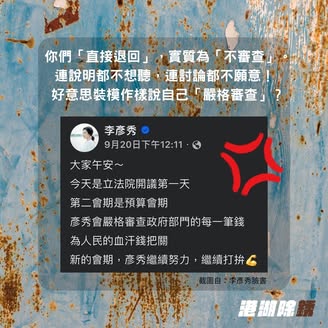 你們「直接退回」，實質為「不審查」。
連說明都不想聽，連討論都不願意！
好意思裝模作樣說自己「嚴格審查」？
李彥秀
9月20日下午12:11
大家午安～
今天是立法院開議第一天
第二會期是預算會期
彥秀會嚴格審查政府部門的每一筆錢
為人民的血汗錢把關
新的會期，彥秀繼續努力，繼續打拚💪
截圖自：李彥秀臉書
港湖除銹